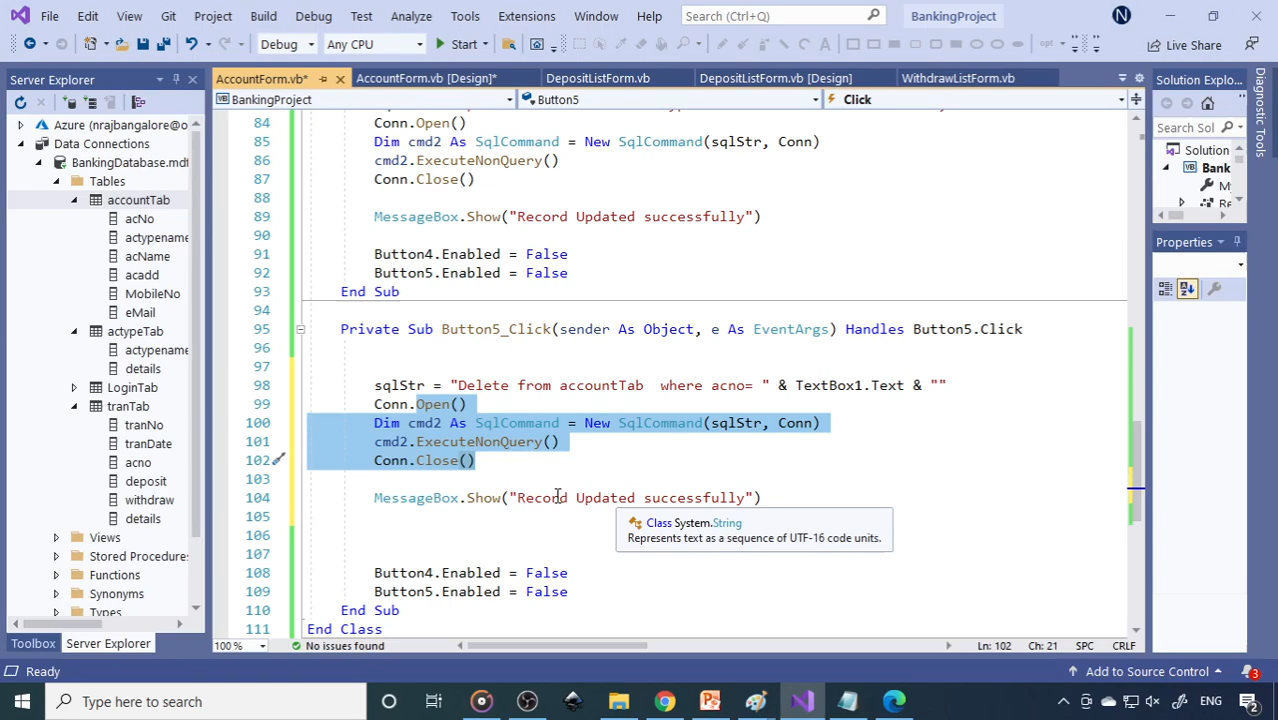 File Edit View Git Project Build Debug Test Analyze Tools Extensions Window Help Search (Ctrl+Q) BankingProject N
Debug Any CPU Start Live Share
Server Explorer AccountForm.vb* AccountForm.vb [Design]* DepositListForm.vb DepositListForm.vb [Design] WithdrawListForm.vb Solution Explo...
BankingProject Button5 Click
Azure (nrajbangalore@o
Data Connections
BankingDatabase.mdf
Tables
accountTab
acNo
actypename
acName
acadd
MobileNo
eMail
actypeTab
actypename
details
LoginTab
tranTab
tranNo
tranDate
acno
deposit
withdraw
details
Views
Stored Procedure
Functions
Synonyms
Types
Toolbox Server Explorer
84 Conn.Open()
85 Dim cmd2 As SqlCommand = New SqlCommand(sqlStr, Conn)
86 cmd2.ExecuteNonQuery()
87 Conn.Close()
88
89 MessageBox.Show("Record Updated successfully")
90
91 Button4.Enabled = False
92 Button5.Enabled = False
93 End Sub
94
95 Private Sub Button5_Click(sender As Object, e As EventArgs) Handles Button5.Click
96
97
98 sqlStr = "Delete from accountTab  where acno= " & TextBox1.Text & ""
99 Conn.Open()
100 Dim cmd2 As SqlCommand = New SqlCommand(sqlStr, Conn)
101 cmd2.ExecuteNonQuery()
102 Conn.Close()
103
104 MessageBox.Show("Record Updated successfully")
105
106
107
108 Button4.Enabled = False
109 Button5.Enabled = False
110 End Sub
111 End Class
Class System.String
Represents text as a sequence of UTF-16 code units.
Search Sol
Solution
Bank
Properties
Diagnostic Tools
100 % No issues found Ln: 102 Ch: 21 SPC CRLF
Ready Add to Source Control 3
Type here to search ENG 2